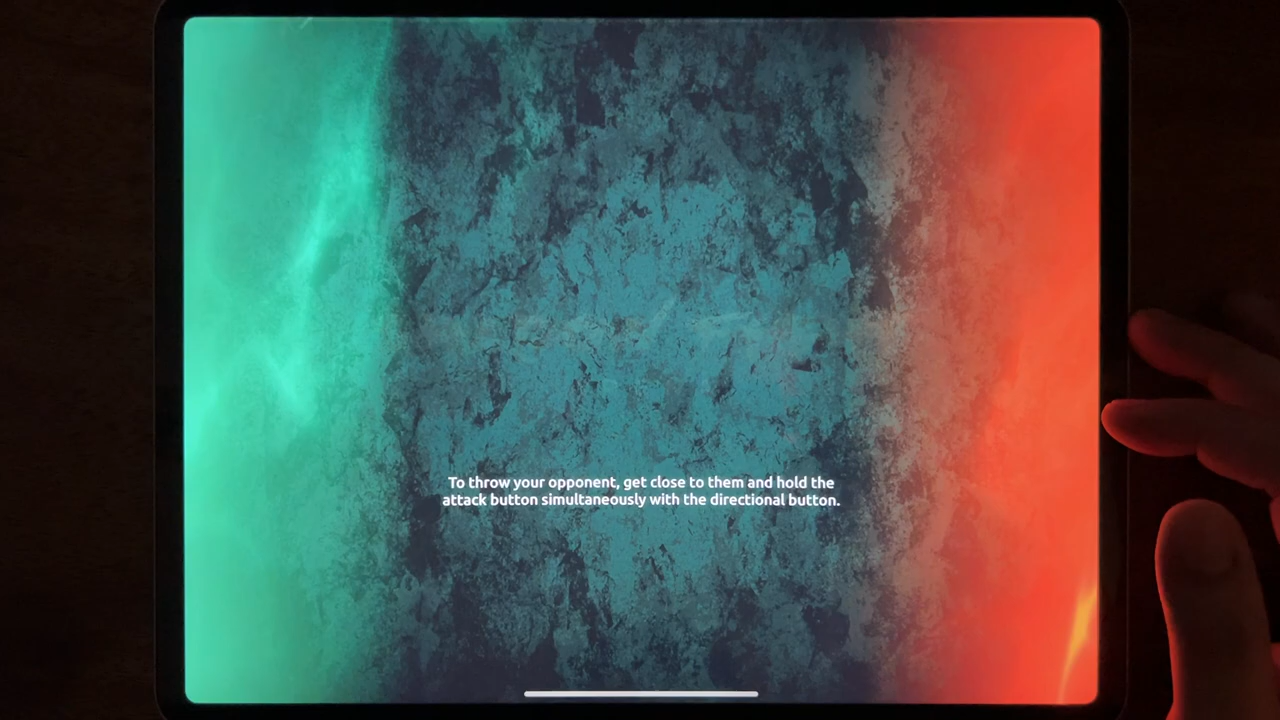 To throw your opponent, get close to them and hold the
attack button simultaneously with the directional button.